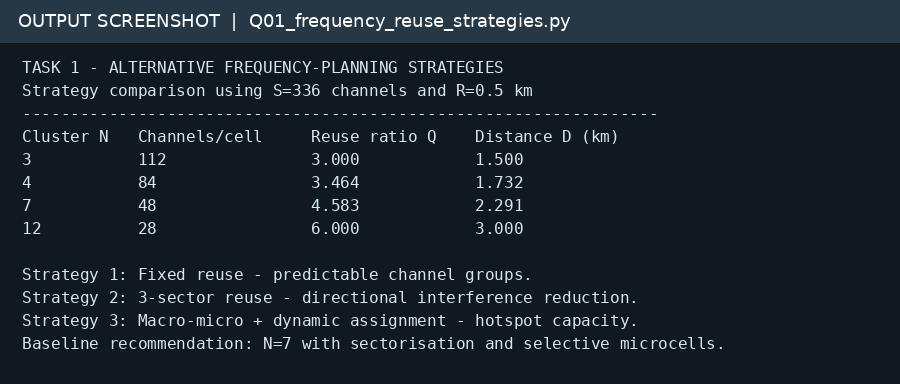 OUTPUT SCREENSHOT | Q01_frequency_reuse_strategies.py
TASK 1 - ALTERNATIVE FREQUENCY-PLANNING STRATEGIES
Strategy comparison using S=336 channels and R=0.5 km
------------------------------------------------------------------
Cluster N   Channels/cell     Reuse ratio Q    Distance D (km)
3           112               3.000            1.500
4           84                3.464            1.732
7           48                4.583            2.291
12          28                6.000            3.000
Strategy 1: Fixed reuse - predictable channel groups.
Strategy 2: 3-sector reuse - directional interference reduction.
Strategy 3: Macro-micro + dynamic assignment - hotspot capacity.
Baseline recommendation: N=7 with sectorisation and selective microcells.